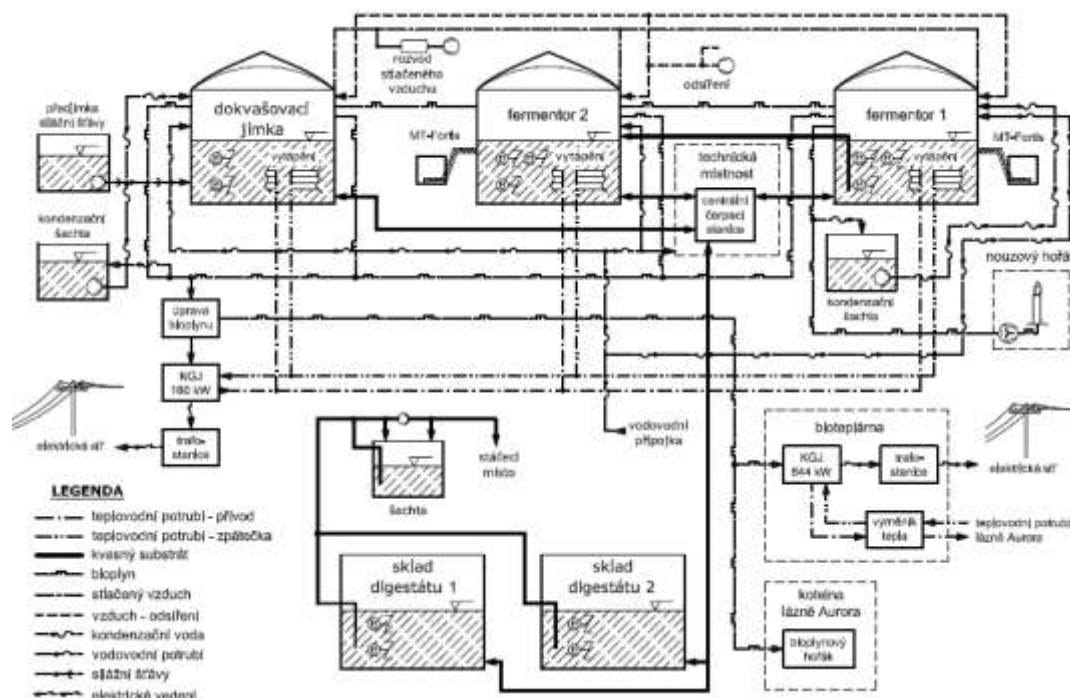 rozvod
stlačeného
vzduchu
odsíření
předjímka
silážní šťávy
dokvašovací
jímka
fermentor 2
fermentor 1
MT-Fortis
MT-Fortis
vytápění
vytápění
vytápění
technická
místnost
centrální
čerpací
stanice
kondenzační
šachta
kondenzační
šachta
nouzový hořák
úprava
bioplynu
KGJ
160 kW
elektrická síť
trafo-
stanice
vodovodní
přípojka
stáčecí
místo
šachta
bioteplárna
KGJ
844 kW
trafo-
stanice
elektrická síť
výměník
tepla
teplovodní potrubí
lázně Aurora
sklad
digestátu 1
sklad
digestátu 2
kotelna
lázně Aurora
bioplynový
hořák
LEGENDA
teplovodní potrubí - přívod
teplovodní potrubí - zpátečka
kvasný substrát
bioplyn
stlačený vzduch
vzduch - odsíření
kondenzační voda
vodovodní potrubí
silážní šťávy
elektrické vedení